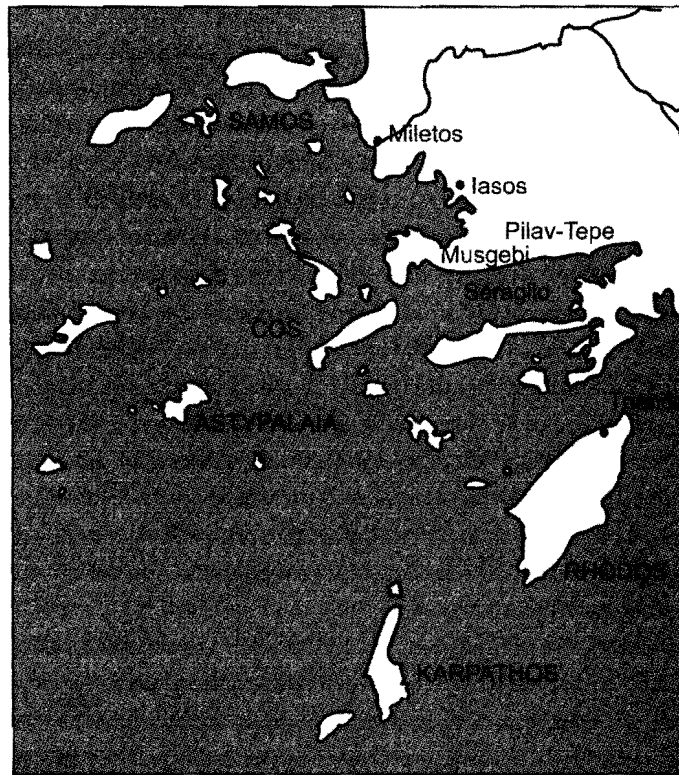 SAMOS
Miletos
Iasos
Pilav-Tepe
Musgebi
Seraglio
COS
ASTYPALAIA
RHODOS
KARPATHOS